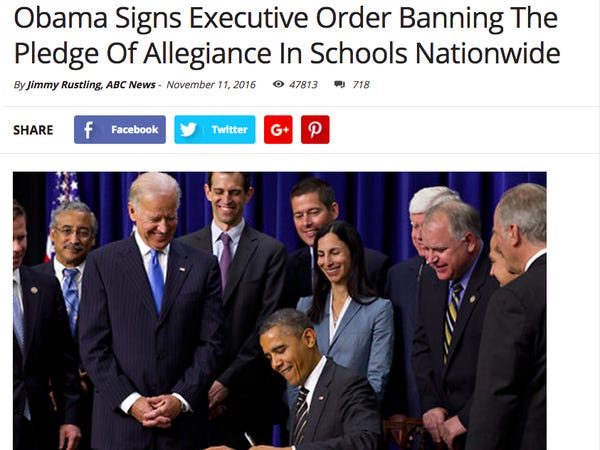 Obama Signs Executive Order Banning The
Pledge Of Allegiance In Schools Nationwide
By Jimmy Rustling, ABC News - November 11, 2016 47813 718
SHARE f Facebook Twitter G+